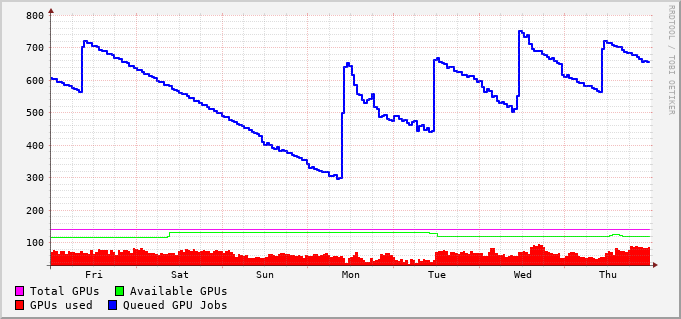 800
700
600
500
400
300
200
100
Fri Sat Sun Mon Tue Wed Thu
Total GPUs Available GPUs
GPUs used Queued GPU Jobs
RRDTOOL / TOBI OETIKER